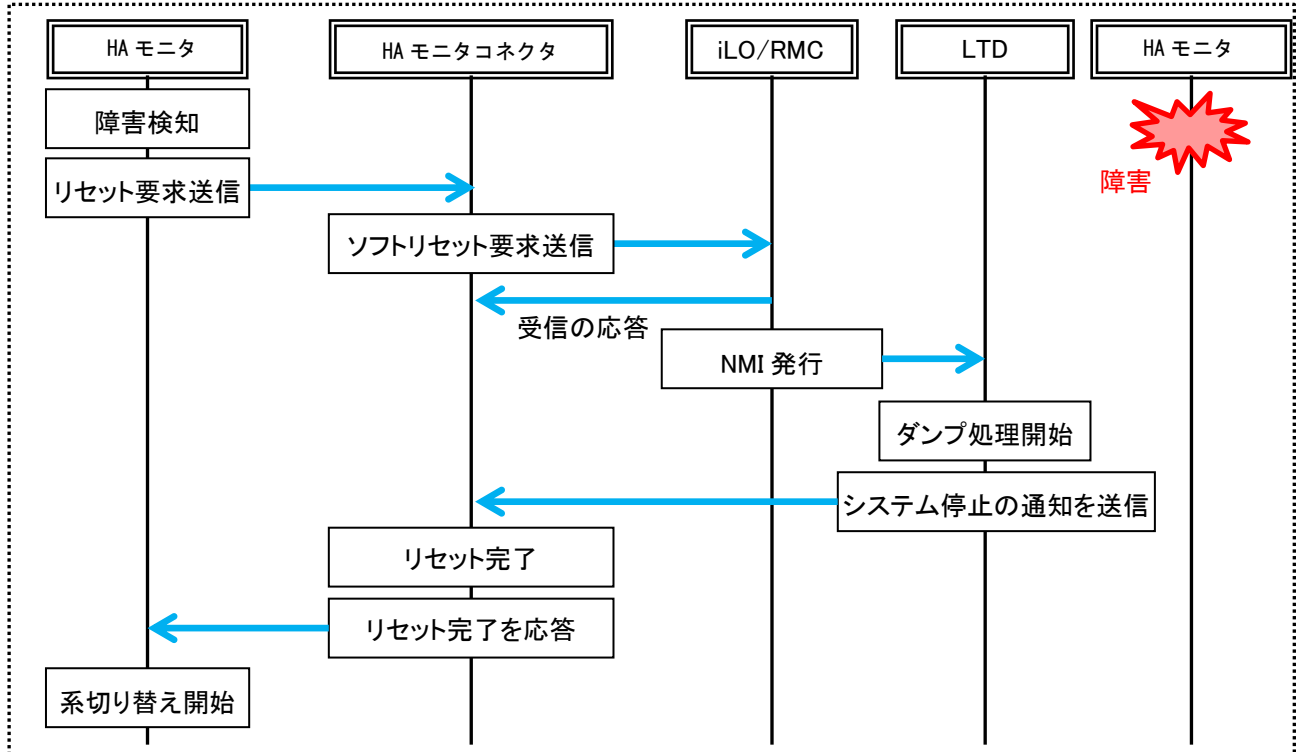 HA モニタ
HA モニタコネクタ
iLO/RMC
LTD
HA モニタ
障害検知
障害
リセット要求送信
ソフトリセット要求送信
受信の応答
NMI 発行
ダンプ処理開始
システム停止の通知を送信
リセット完了
リセット完了を応答
系切り替え開始